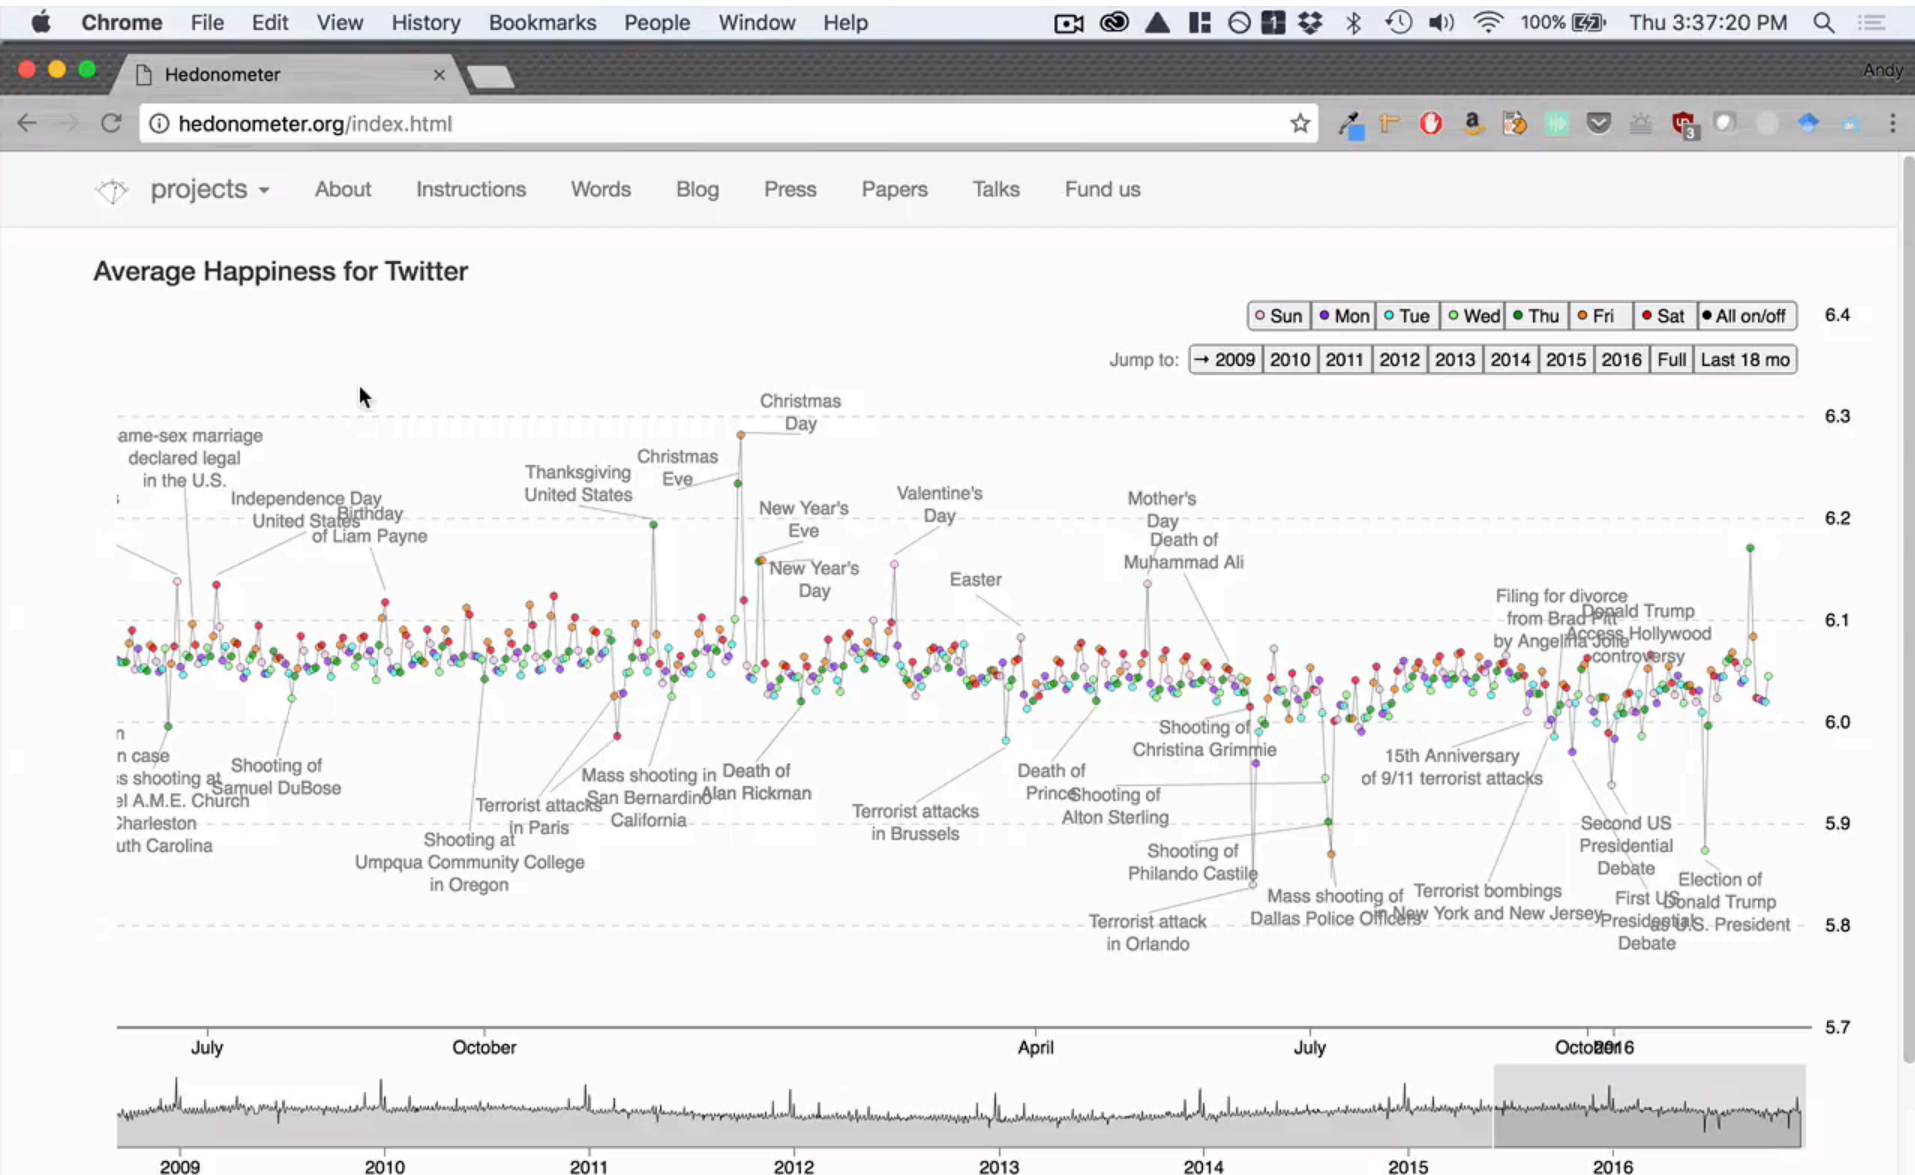 Chrome File Edit View History Bookmarks People Window Help 100% Thu 3:37:20 PM
Hedonometer
Andy
hedonometer.org/index.html
3
projects About Instructions Words Blog Press Papers Talks Fund us
Average Happiness for Twitter
Sun Mon Tue Wed Thu Fri Sat All on/off
6.4
Jump to: → 2009 2010 2011 2012 2013 2014 2015 2016 Full Last 18 mo
6.3
6.2
6.1
6.0
5.9
5.8
5.7
ame-sex marriage
declared legal
in the U.S.
Independence Day
United States
Birthday
of Liam Payne
Thanksgiving
United States
Christmas
Eve
Christmas
Day
New Year's
Eve
New Year's
Day
Valentine's
Day
Easter
Mother's
Day
Death of
Muhammad Ali
Filing for divorce
from Brad Pitt
by Angelina Jolie
Donald Trump
Access Hollywood
controversy
n
n case
ss shooting at
el A.M.E. Church
Charleston
uth Carolina
Shooting of
Samuel DuBose
Shooting at
Umpqua Community College
in Oregon
Terrorist attacks
in Paris
Mass shooting in
San Bernardino
California
Death of
Alan Rickman
Terrorist attacks
in Brussels
Death of
Prince
Shooting of
Alton Sterling
Shooting of
Christina Grimmie
Shooting of
Philando Castile
Terrorist attack
in Orlando
Mass shooting of
Dallas Police Officers
15th Anniversary
of 9/11 terrorist attacks
Terrorist bombings
in New York and New Jersey
Second US
Presidential
Debate
First US
Presidential
Debate
Election of
Donald Trump
as U.S. President
July October April July October 2016
2009 2010 2011 2012 2013 2014 2015 2016